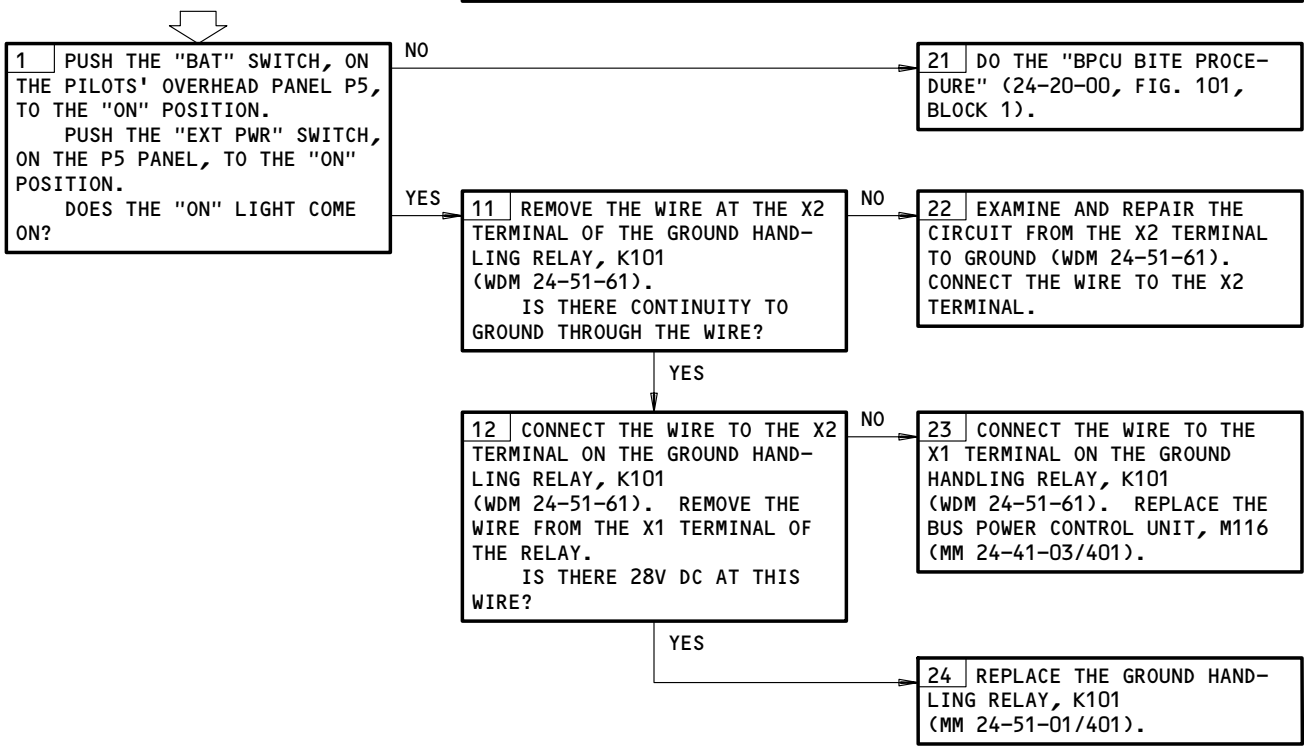 1 PUSH THE "BAT" SWITCH, ON
THE PILOTS' OVERHEAD PANEL P5,
TO THE "ON" POSITION.
PUSH THE "EXT PWR" SWITCH,
ON THE P5 PANEL, TO THE "ON"
POSITION.
DOES THE "ON" LIGHT COME
ON?
NO
21 DO THE "BPCU BITE PROCE-
DURE" (24-20-00, FIG. 101,
BLOCK 1).
YES
11 REMOVE THE WIRE AT THE X2
TERMINAL OF THE GROUND HAND-
LING RELAY, K101
(WDM 24-51-61).
IS THERE CONTINUITY TO
GROUND THROUGH THE WIRE?
NO
22 EXAMINE AND REPAIR THE
CIRCUIT FROM THE X2 TERMINAL
TO GROUND (WDM 24-51-61).
CONNECT THE WIRE TO THE X2
TERMINAL.
YES
12 CONNECT THE WIRE TO THE X2
TERMINAL ON THE GROUND HAND-
LING RELAY, K101
(WDM 24-51-61). REMOVE THE
WIRE FROM THE X1 TERMINAL OF
THE RELAY.
IS THERE 28V DC AT THIS
WIRE?
NO
23 CONNECT THE WIRE TO THE
X1 TERMINAL ON THE GROUND
HANDLING RELAY, K101
(WDM 24-51-61). REPLACE THE
BUS POWER CONTROL UNIT, M116
(MM 24-41-03/401).
YES
24 REPLACE THE GROUND HAND-
LING RELAY, K101
(MM 24-51-01/401).